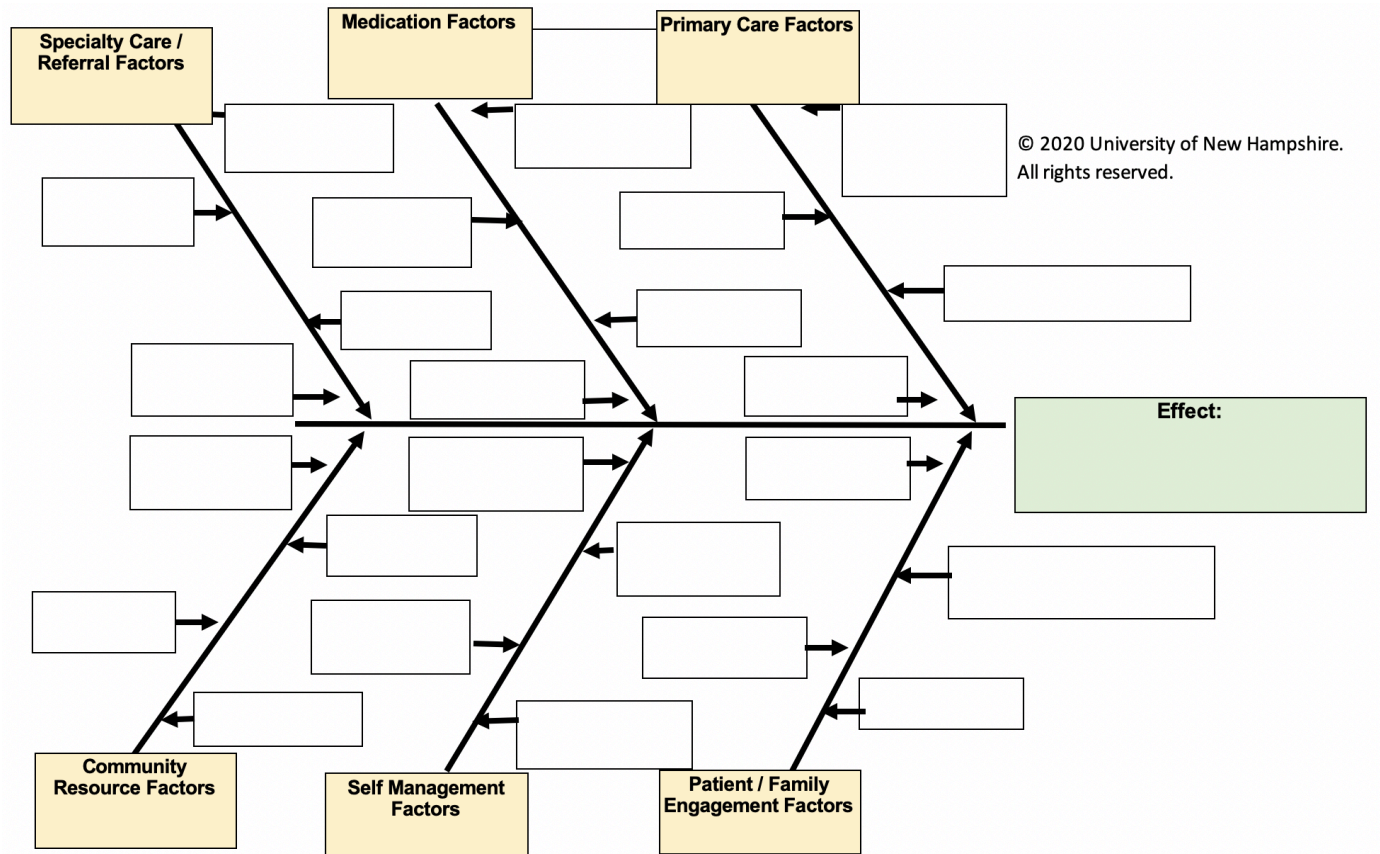 Specialty Care /
Referral Factors
Medication Factors
Primary Care Factors
© 2020 University of New Hampshire.
All rights reserved.
Effect:
Community
Resource Factors
Self Management
Factors
Patient / Family
Engagement Factors